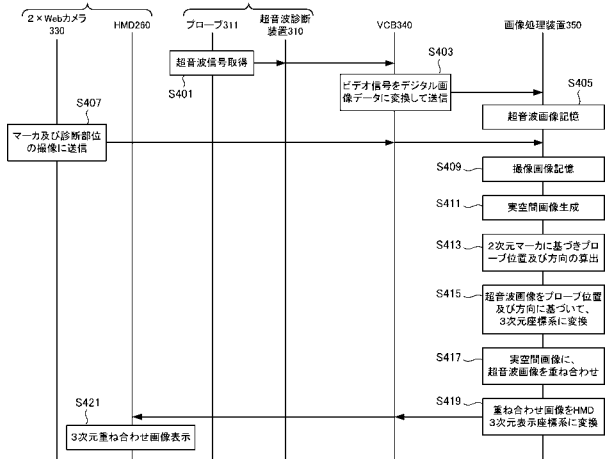 2×Webカメラ
330
HMD260
プローブ311
超音波診断
装置310
VCB340
画像処理装置350
超音波信号取得
S401
S403
ビデオ信号をデジタル画
像データに変換して送信
S405
超音波画像記憶
S407
マーカ及び診断部位
の撮像に送信
S409
撮像画像記憶
S411
実空間画像生成
S413
2次元マーカに基づきプロ
ーブ位置及び方向の算出
S415
超音波画像をプローブ位置
及び方向に基づいて、
3次元座標系に変換
S417
実空間画像に、
超音波画像を重ね合わせ
S419
重ね合わせ画像をHMD
3次元表示座標系に変換
S421
3次元重ね合わせ画像表示